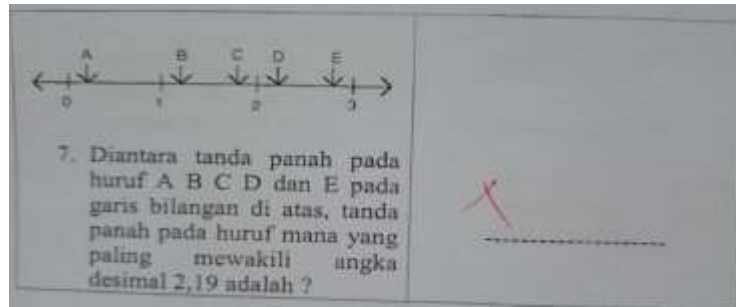 A B C D E
0 1 2 3
7. Diantara tanda panah pada
huruf A B C D dan E pada
garis bilangan di atas, tanda
panah pada huruf mana yang
paling mewakili angka
desimal 2,19 adalah ?